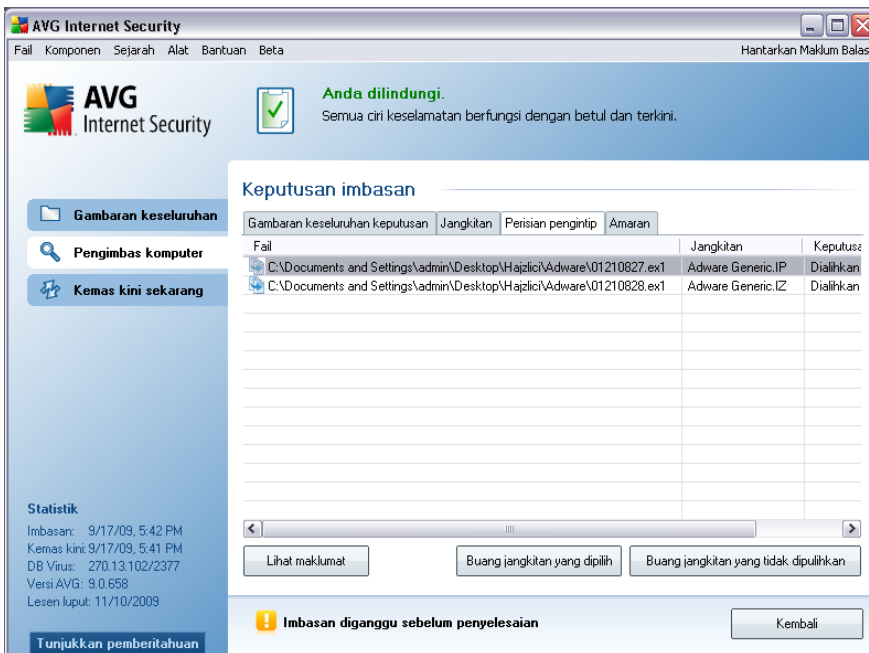 AVG Internet Security
Fail Komponen Sejarah Alat Bantuan Beta Hantarkan Maklum Balas
AVG
Internet Security
Anda dilindungi.
Semua ciri keselamatan berfungsi dengan betul dan terkini.
Gambaran keseluruhan
Pengimbas komputer
Kemas kini sekarang
Keputusan imbasan
Gambaran keseluruhan keputusan Jangkitan Perisian pengintip Amaran
Fail Jangkitan Keputusa
C:\Documents and Settings\admin\Desktop\Hajzlici\Adware\01210827.ex1 Adware Generic.IP Dialihkan
C:\Documents and Settings\admin\Desktop\Hajzlici\Adware\01210828.ex1 Adware Generic.IZ Dialihkan
Lihat maklumat Buang jangkitan yang dipilih Buang jangkitan yang tidak dipulihkan
Statistik
Imbasan: 9/17/09, 5:42 PM
Kemas kini: 9/17/09, 5:41 PM
DB Virus: 270.13.102/2377
Versi AVG: 9.0.658
Lesen luput: 11/10/2009
Tunjukkan pemberitahuan
Imbasan diganggu sebelum penyelesaian
Kembali